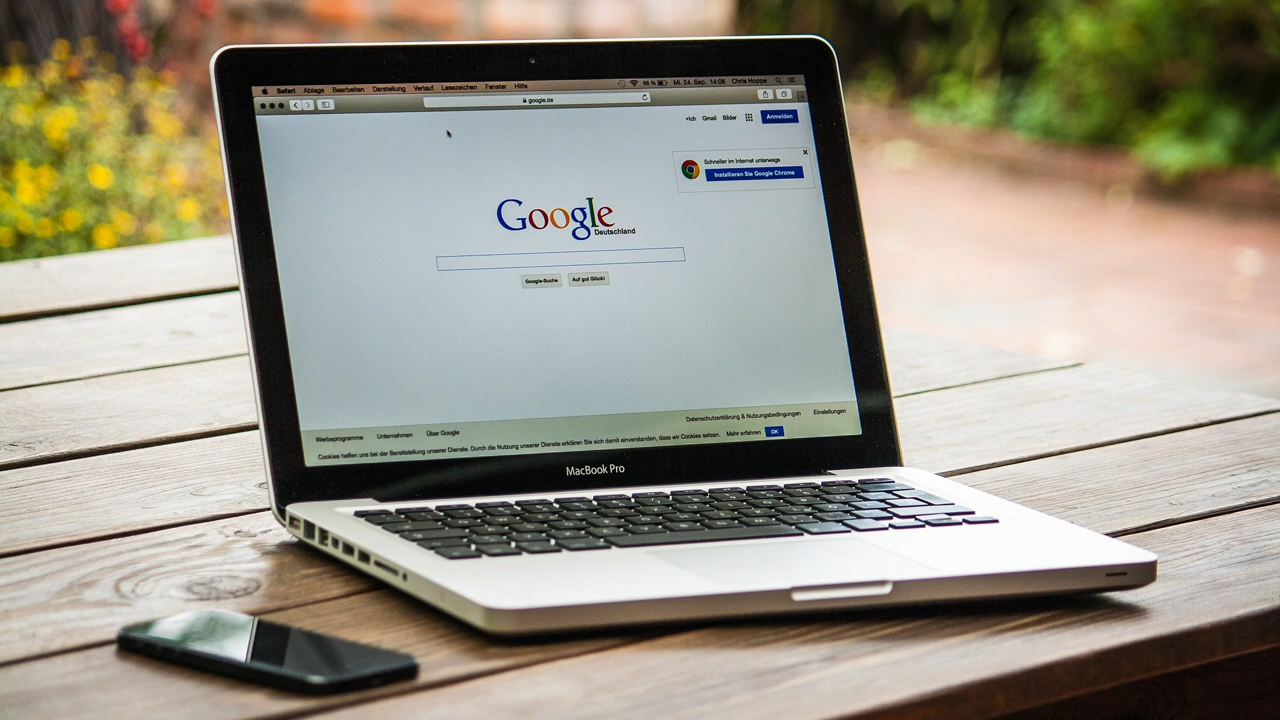 Safari Ablage Bearbeiten Darstellung Verlauf Lesezeichen Fenster Hilfe 68 % Mi. 24. Sep. 14:08 Chris Hoppe
google.de
+Ich Gmail Bilder Anmelden
Schneller im Internet unterwegs
Installieren Sie Google Chrome
Google
Deutschland
Google-Suche Auf gut Glück!
Datenschutzerklärung & Nutzungsbedingungen Einstellungen
Werbeprogramme Unternehmen Über Google
Cookies helfen uns bei der Bereitstellung unserer Dienste. Durch die Nutzung unserer Dienste erklären Sie sich damit einverstanden, dass wir Cookies setzen. Mehr erfahren OK
MacBook Pro